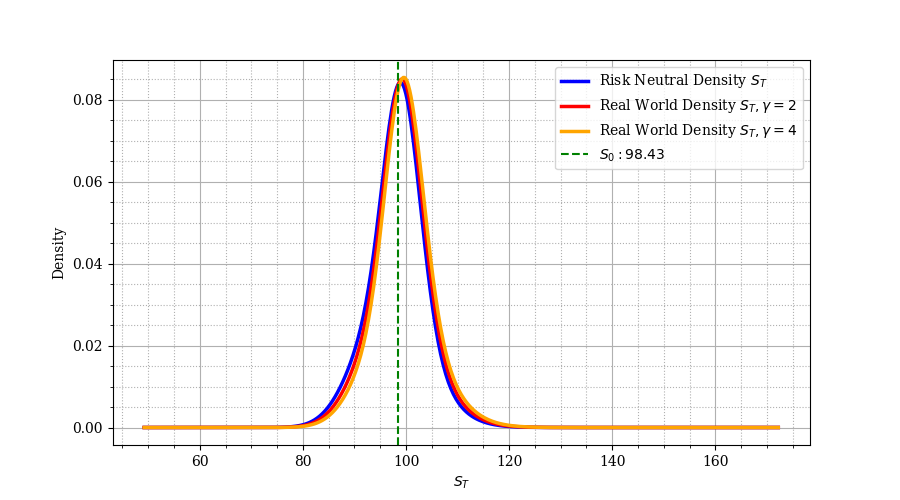 Risk Neutral Density $S_T$
Real World Density $S_T, γ = 2$
Real World Density $S_T, γ = 4$
$S_0 : 98.43$
Density
0.08
0.06
0.04
0.02
0.00
60 80 100 120 140 160
$S_T$